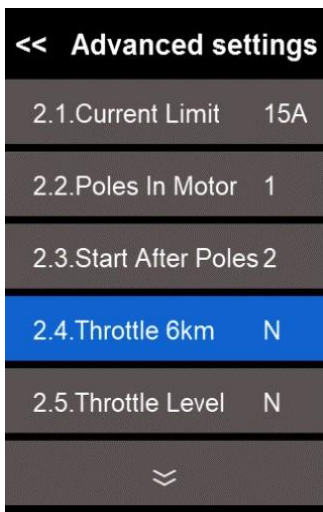 << Advanced settings
2.1.Current Limit 15A
2.2.Poles In Motor 1
2.3.Start After Poles 2
2.4.Throttle 6km N
2.5.Throttle Level N